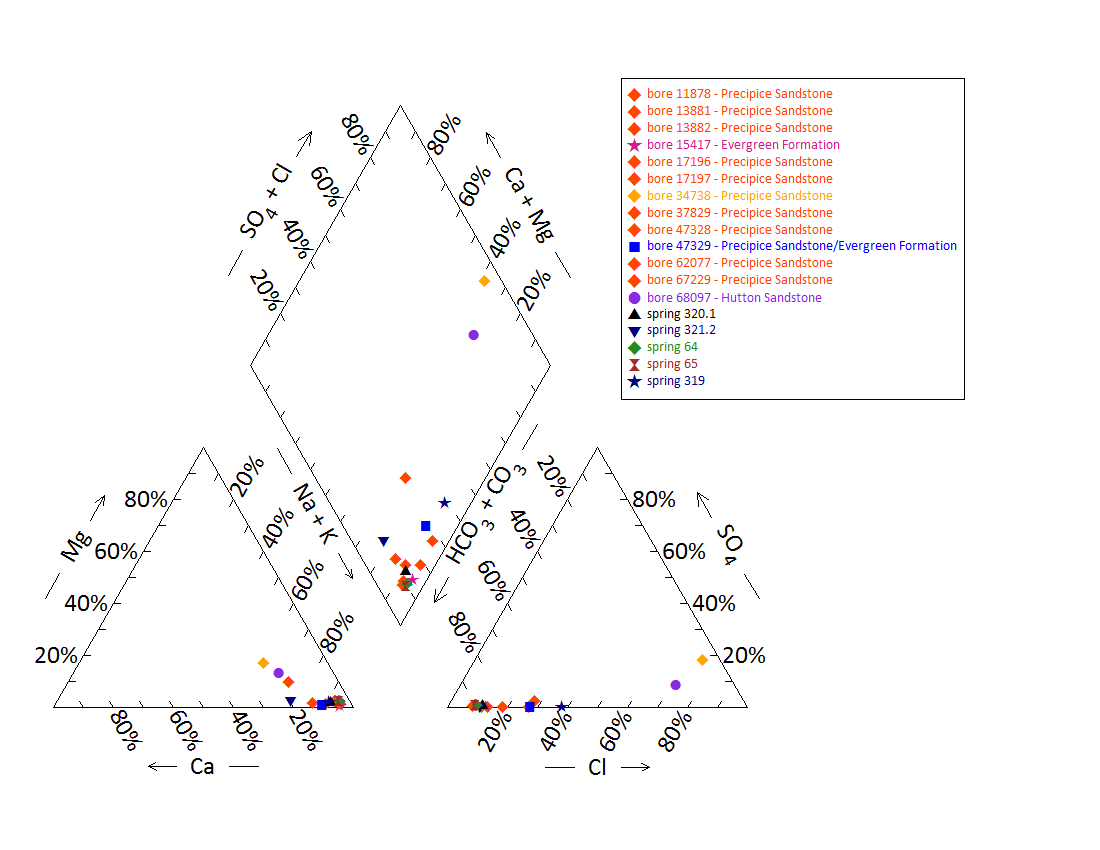 bore 11878 - Precipice Sandstone
bore 13881 - Precipice Sandstone
bore 13882 - Precipice Sandstone
bore 15417 - Evergreen Formation
bore 17196 - Precipice Sandstone
bore 17197 - Precipice Sandstone
bore 34738 - Precipice Sandstone
bore 37829 - Precipice Sandstone
bore 47328 - Precipice Sandstone
bore 47329 - Precipice Sandstone/Evergreen Formation
bore 62077 - Precipice Sandstone
bore 67229 - Precipice Sandstone
bore 68097 - Hutton Sandstone
spring 320.1
spring 321.2
spring 64
spring 65
spring 319
80%
60%
40%
20%
SO4 + Cl
80%
60%
40%
20%
Ca + Mg
80%
60%
40%
20%
Mg
20%
40%
60%
80%
Na + K
80%
60%
40%
20%
Ca
20%
40%
60%
80%
HCO3 + CO3
80%
60%
40%
20%
SO4
20%
40%
60%
80%
Cl